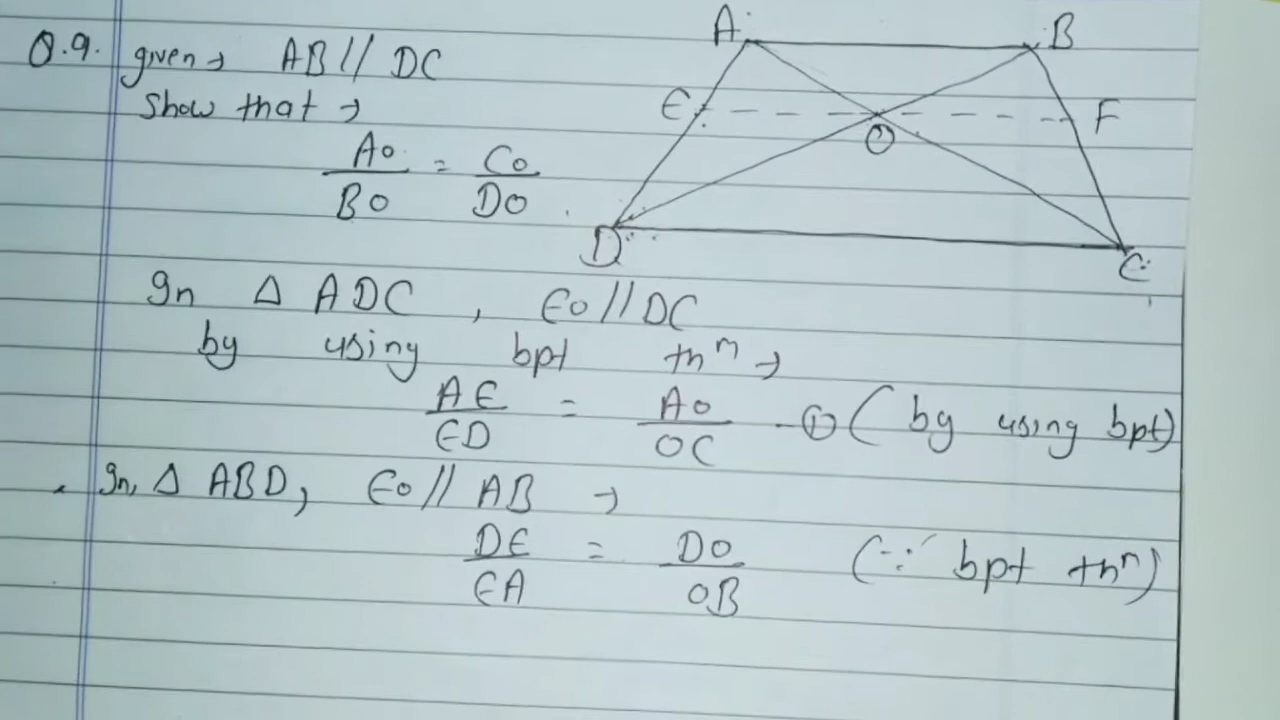 Q.9. given → AB // DC
Show that →
AO/BO = CO/DO .
A B
E F
O
D C
In Δ ADC , EO // DC
by using bpt thm →
AE/ED = AO/OC - ① ( by using bpt)
In, Δ ABD, EO // AB →
DE/EA = DO/OB (∵ bpt thn)